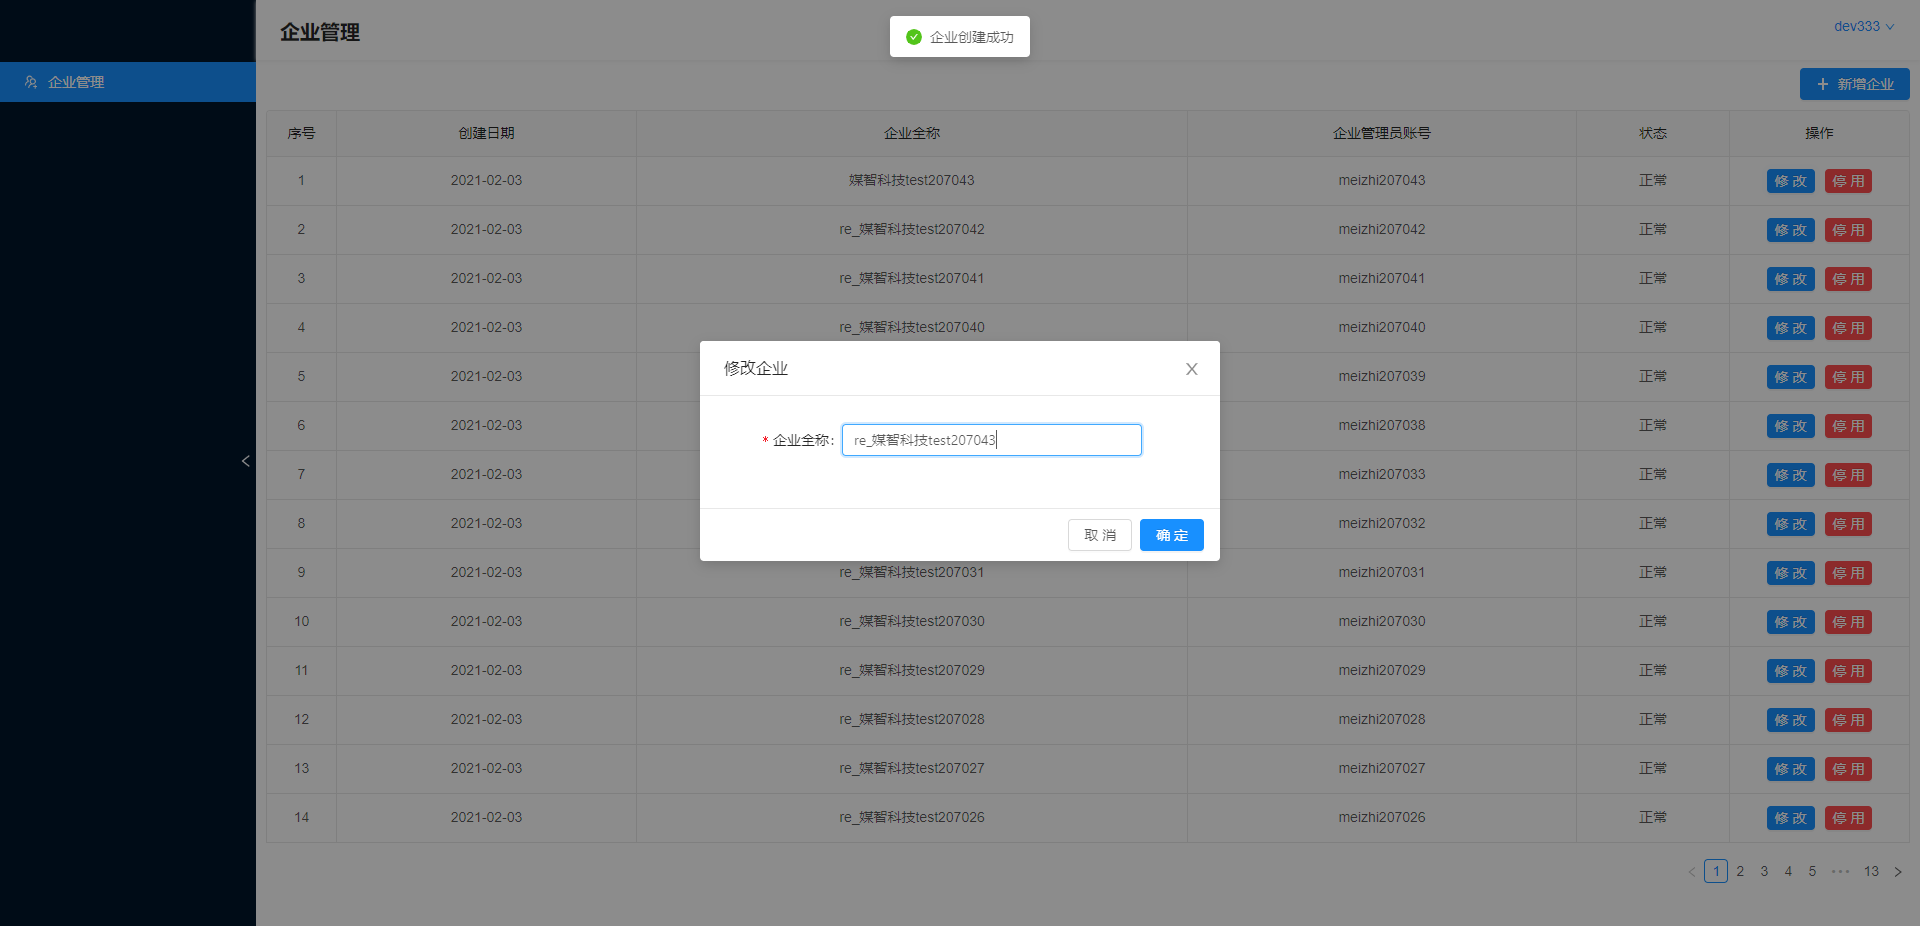 企业管理
企业创建成功
dev333
企业管理
新增企业
序号 创建日期 企业全称 企业管理员账号 状态 操作
1 2021-02-03 媒智科技test207043 meizhi207043 正常 修 改 停 用
2 2021-02-03 re_媒智科技test207042 meizhi207042 正常 修 改 停 用
3 2021-02-03 re_媒智科技test207041 meizhi207041 正常 修 改 停 用
4 2021-02-03 re_媒智科技test207040 meizhi207040 正常 修 改 停 用
修改企业
5 2021-02-03 meizhi207039 正常 修 改 停 用
6 2021-02-03 meizhi207038 正常 修 改 停 用
* 企业全称: re_媒智科技test207043
7 2021-02-03 meizhi207033 正常 修 改 停 用
8 2021-02-03 meizhi207032 正常 修 改 停 用
取 消 确 定
9 2021-02-03 re_媒智科技test207031 meizhi207031 正常 修 改 停 用
10 2021-02-03 re_媒智科技test207030 meizhi207030 正常 修 改 停 用
11 2021-02-03 re_媒智科技test207029 meizhi207029 正常 修 改 停 用
12 2021-02-03 re_媒智科技test207028 meizhi207028 正常 修 改 停 用
13 2021-02-03 re_媒智科技test207027 meizhi207027 正常 修 改 停 用
14 2021-02-03 re_媒智科技test207026 meizhi207026 正常 修 改 停 用
1 2 3 4 5 ••• 13